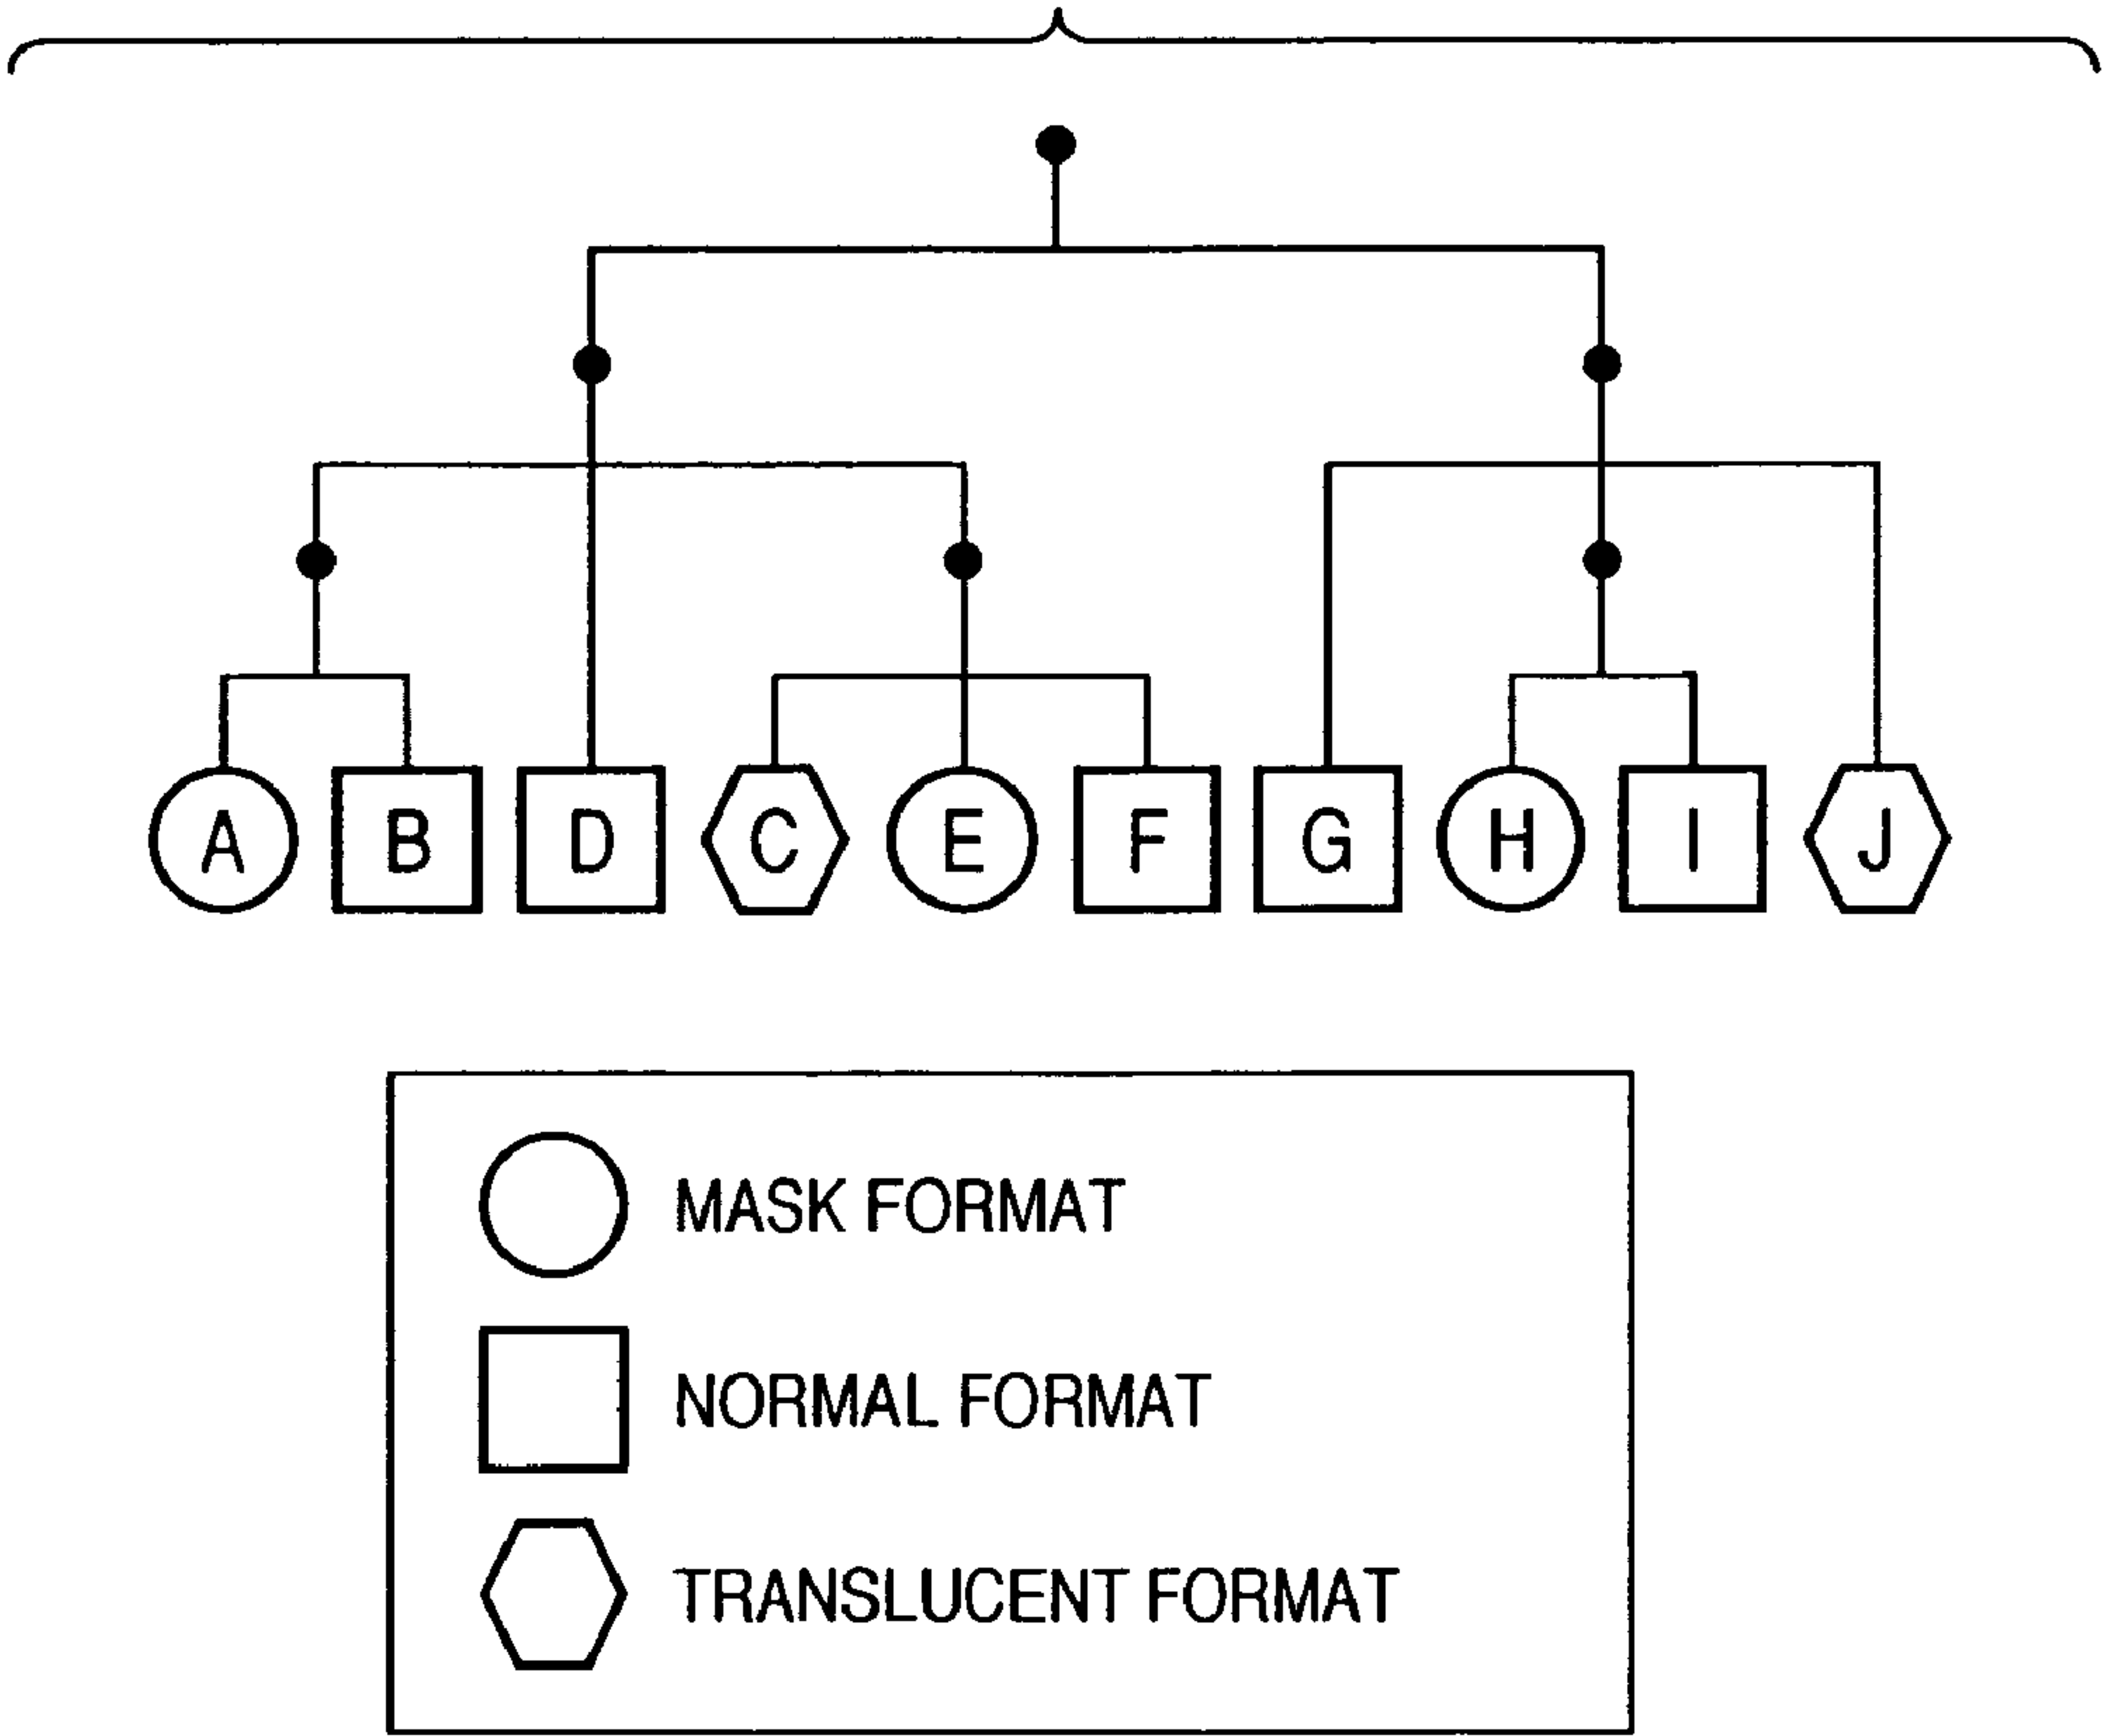 A B D C E F G H I J
MASK FORMAT
NORMAL FORMAT
TRANSLUCENT FORMAT